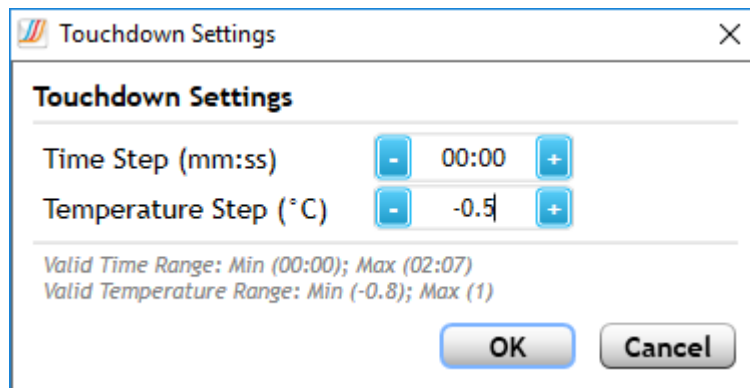 Touchdown Settings
Touchdown Settings
Time Step (mm:ss) - 00:00 +
Temperature Step (°C) - -0.5 +
Valid Time Range: Min (00:00); Max (02:07)
Valid Temperature Range: Min (-0.8); Max (1)
OK Cancel